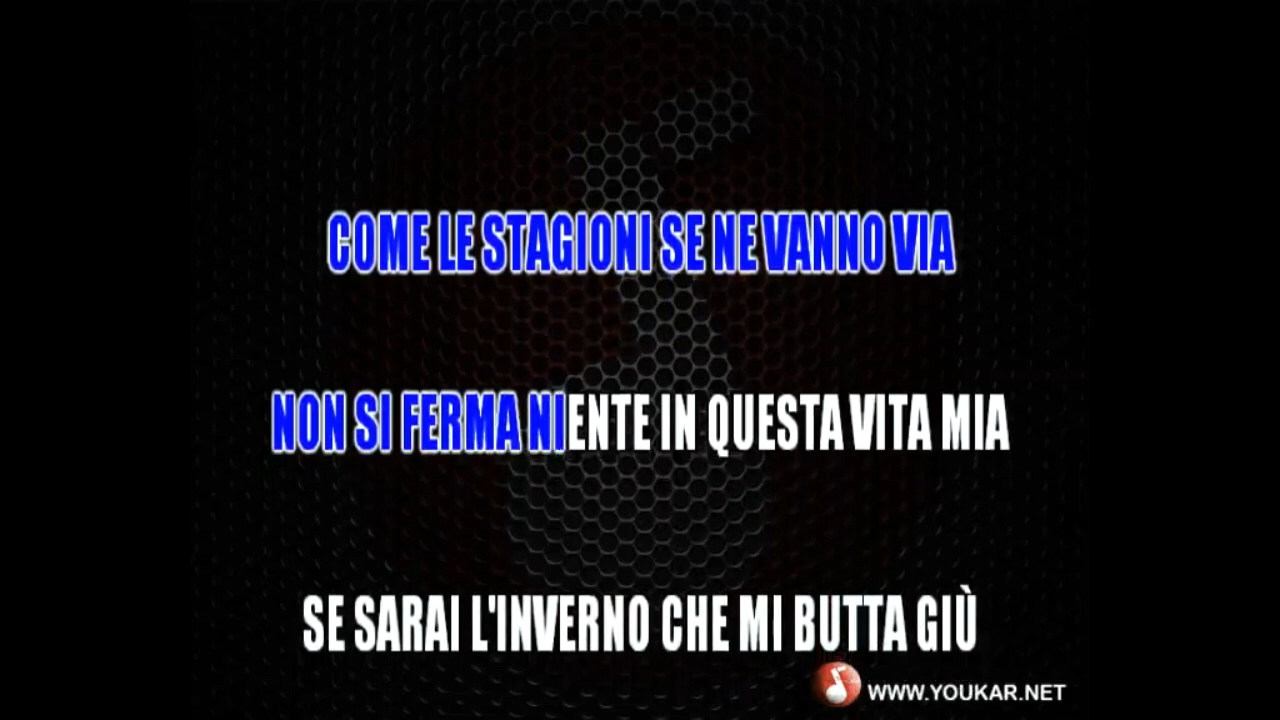 COME LE STAGIONI SE NE VANNO VIA
NON SI FERMA NIENTE IN QUESTA VITA MIA
SE SARAI L'INVERNO CHE MI BUTTA GIÙ
WWW.YOUKAR.NET